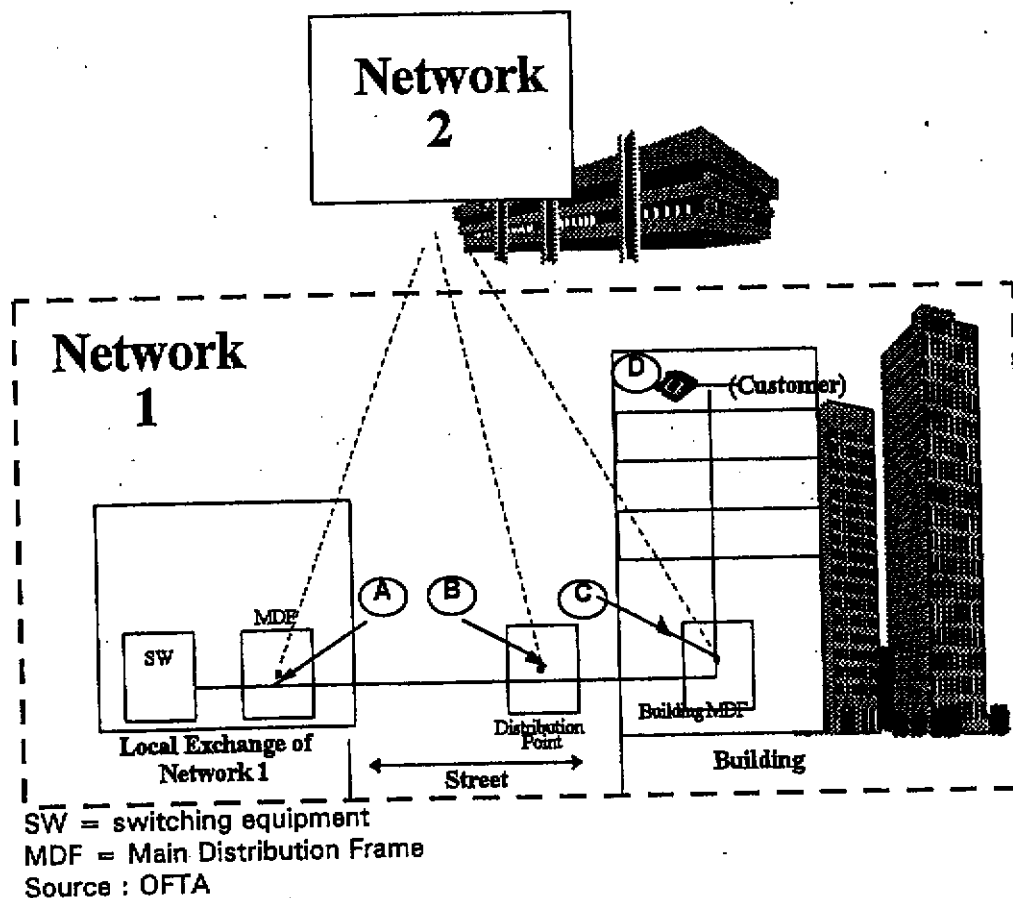 Network
2
Network
1
D
(Customer)
A
B
C
MDF
SW
Building MDF
Distribution
Point
Local Exchange of
Network 1
Street
Building
SW = switching equipment
MDF = Main Distribution Frame
Source : OFTA